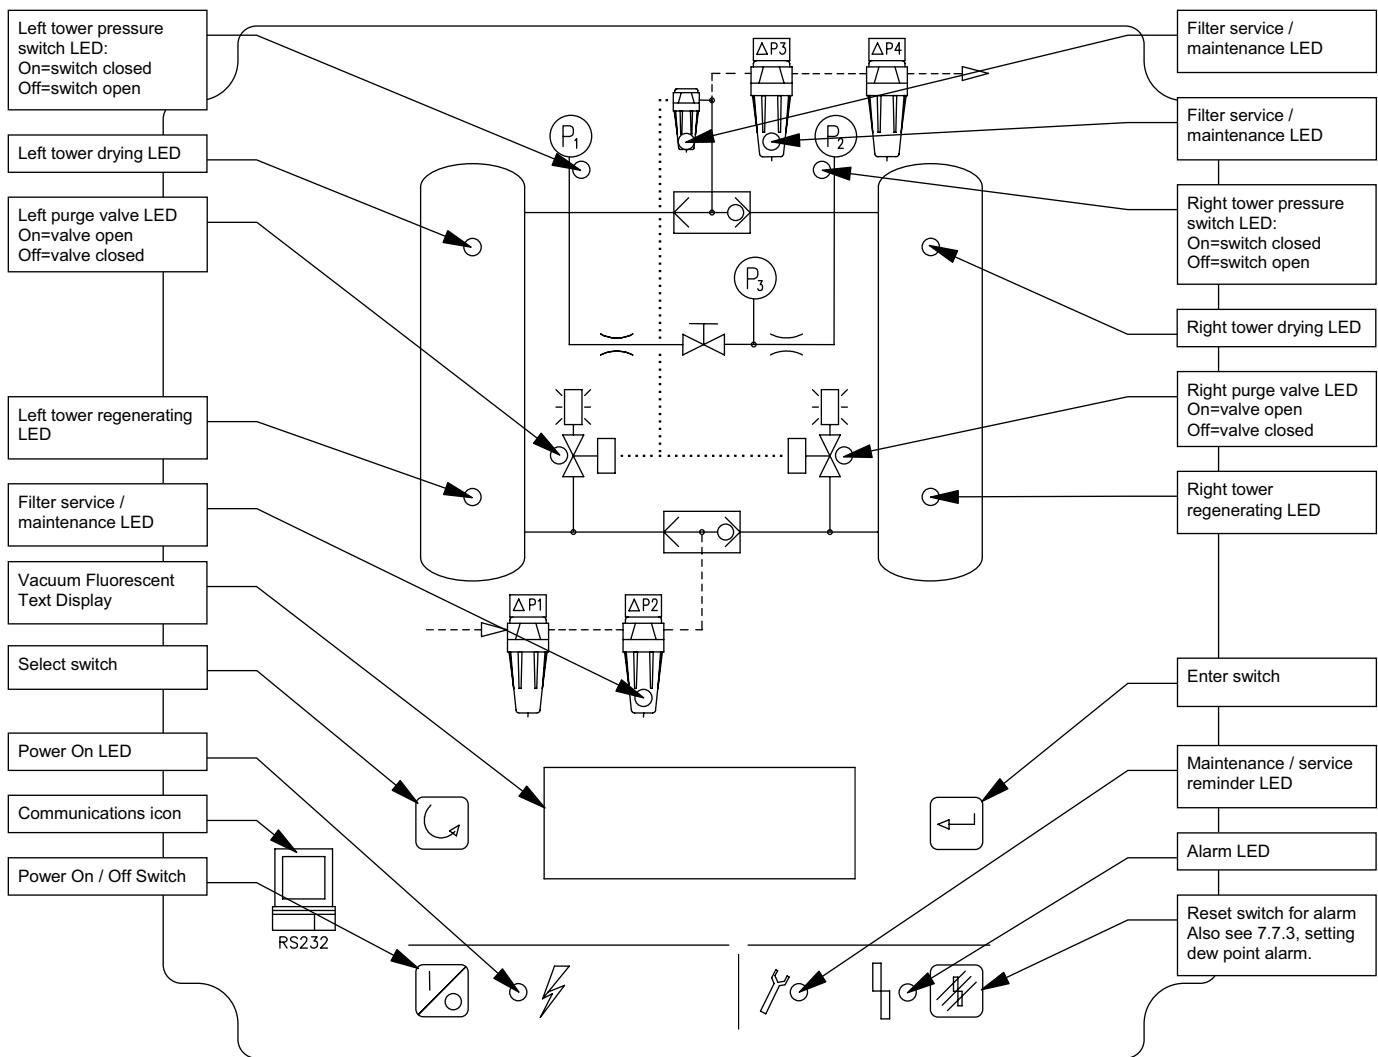 Left tower pressure
switch LED:
On=switch closed
Off=switch open
Left tower drying LED
Left purge valve LED
On=valve open
Off=valve closed
Left tower regenerating
LED
Filter service /
maintenance LED
Vacuum Fluorescent
Text Display
Select switch
Power On LED
Communications icon
Power On / Off Switch
△P3
△P4
P1
P2
P3
△P1
△P2
RS232
Filter service /
maintenance LED
Filter service /
maintenance LED
Right tower pressure
switch LED:
On=switch closed
Off=switch open
Right tower drying LED
Right purge valve LED
On=valve open
Off=valve closed
Right tower
regenerating LED
Enter switch
Maintenance / service
reminder LED
Alarm LED
Reset switch for alarm
Also see 7.7.3, setting
dew point alarm.